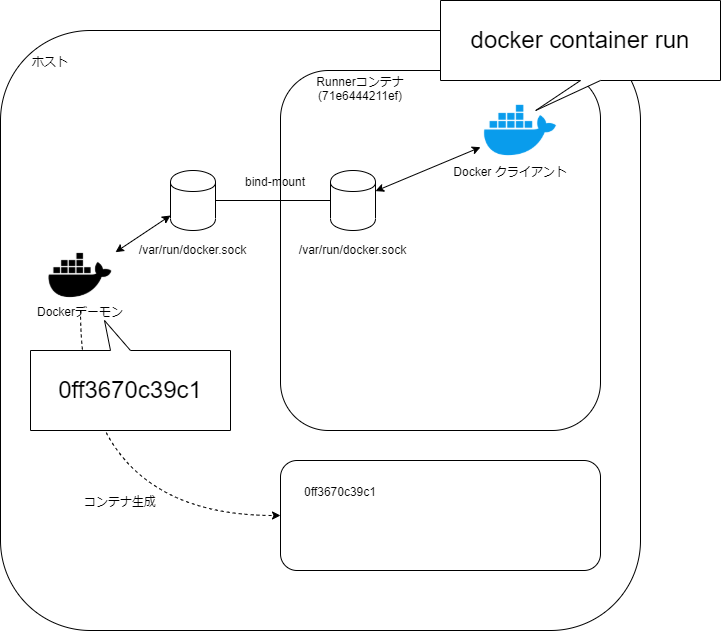 docker container run
ホスト
Runnerコンテナ
(71e6444211ef)
Docker クライアント
bind-mount
/var/run/docker.sock
/var/run/docker.sock
Dockerデーモン
0ff3670c39c1
コンテナ生成
0ff3670c39c1